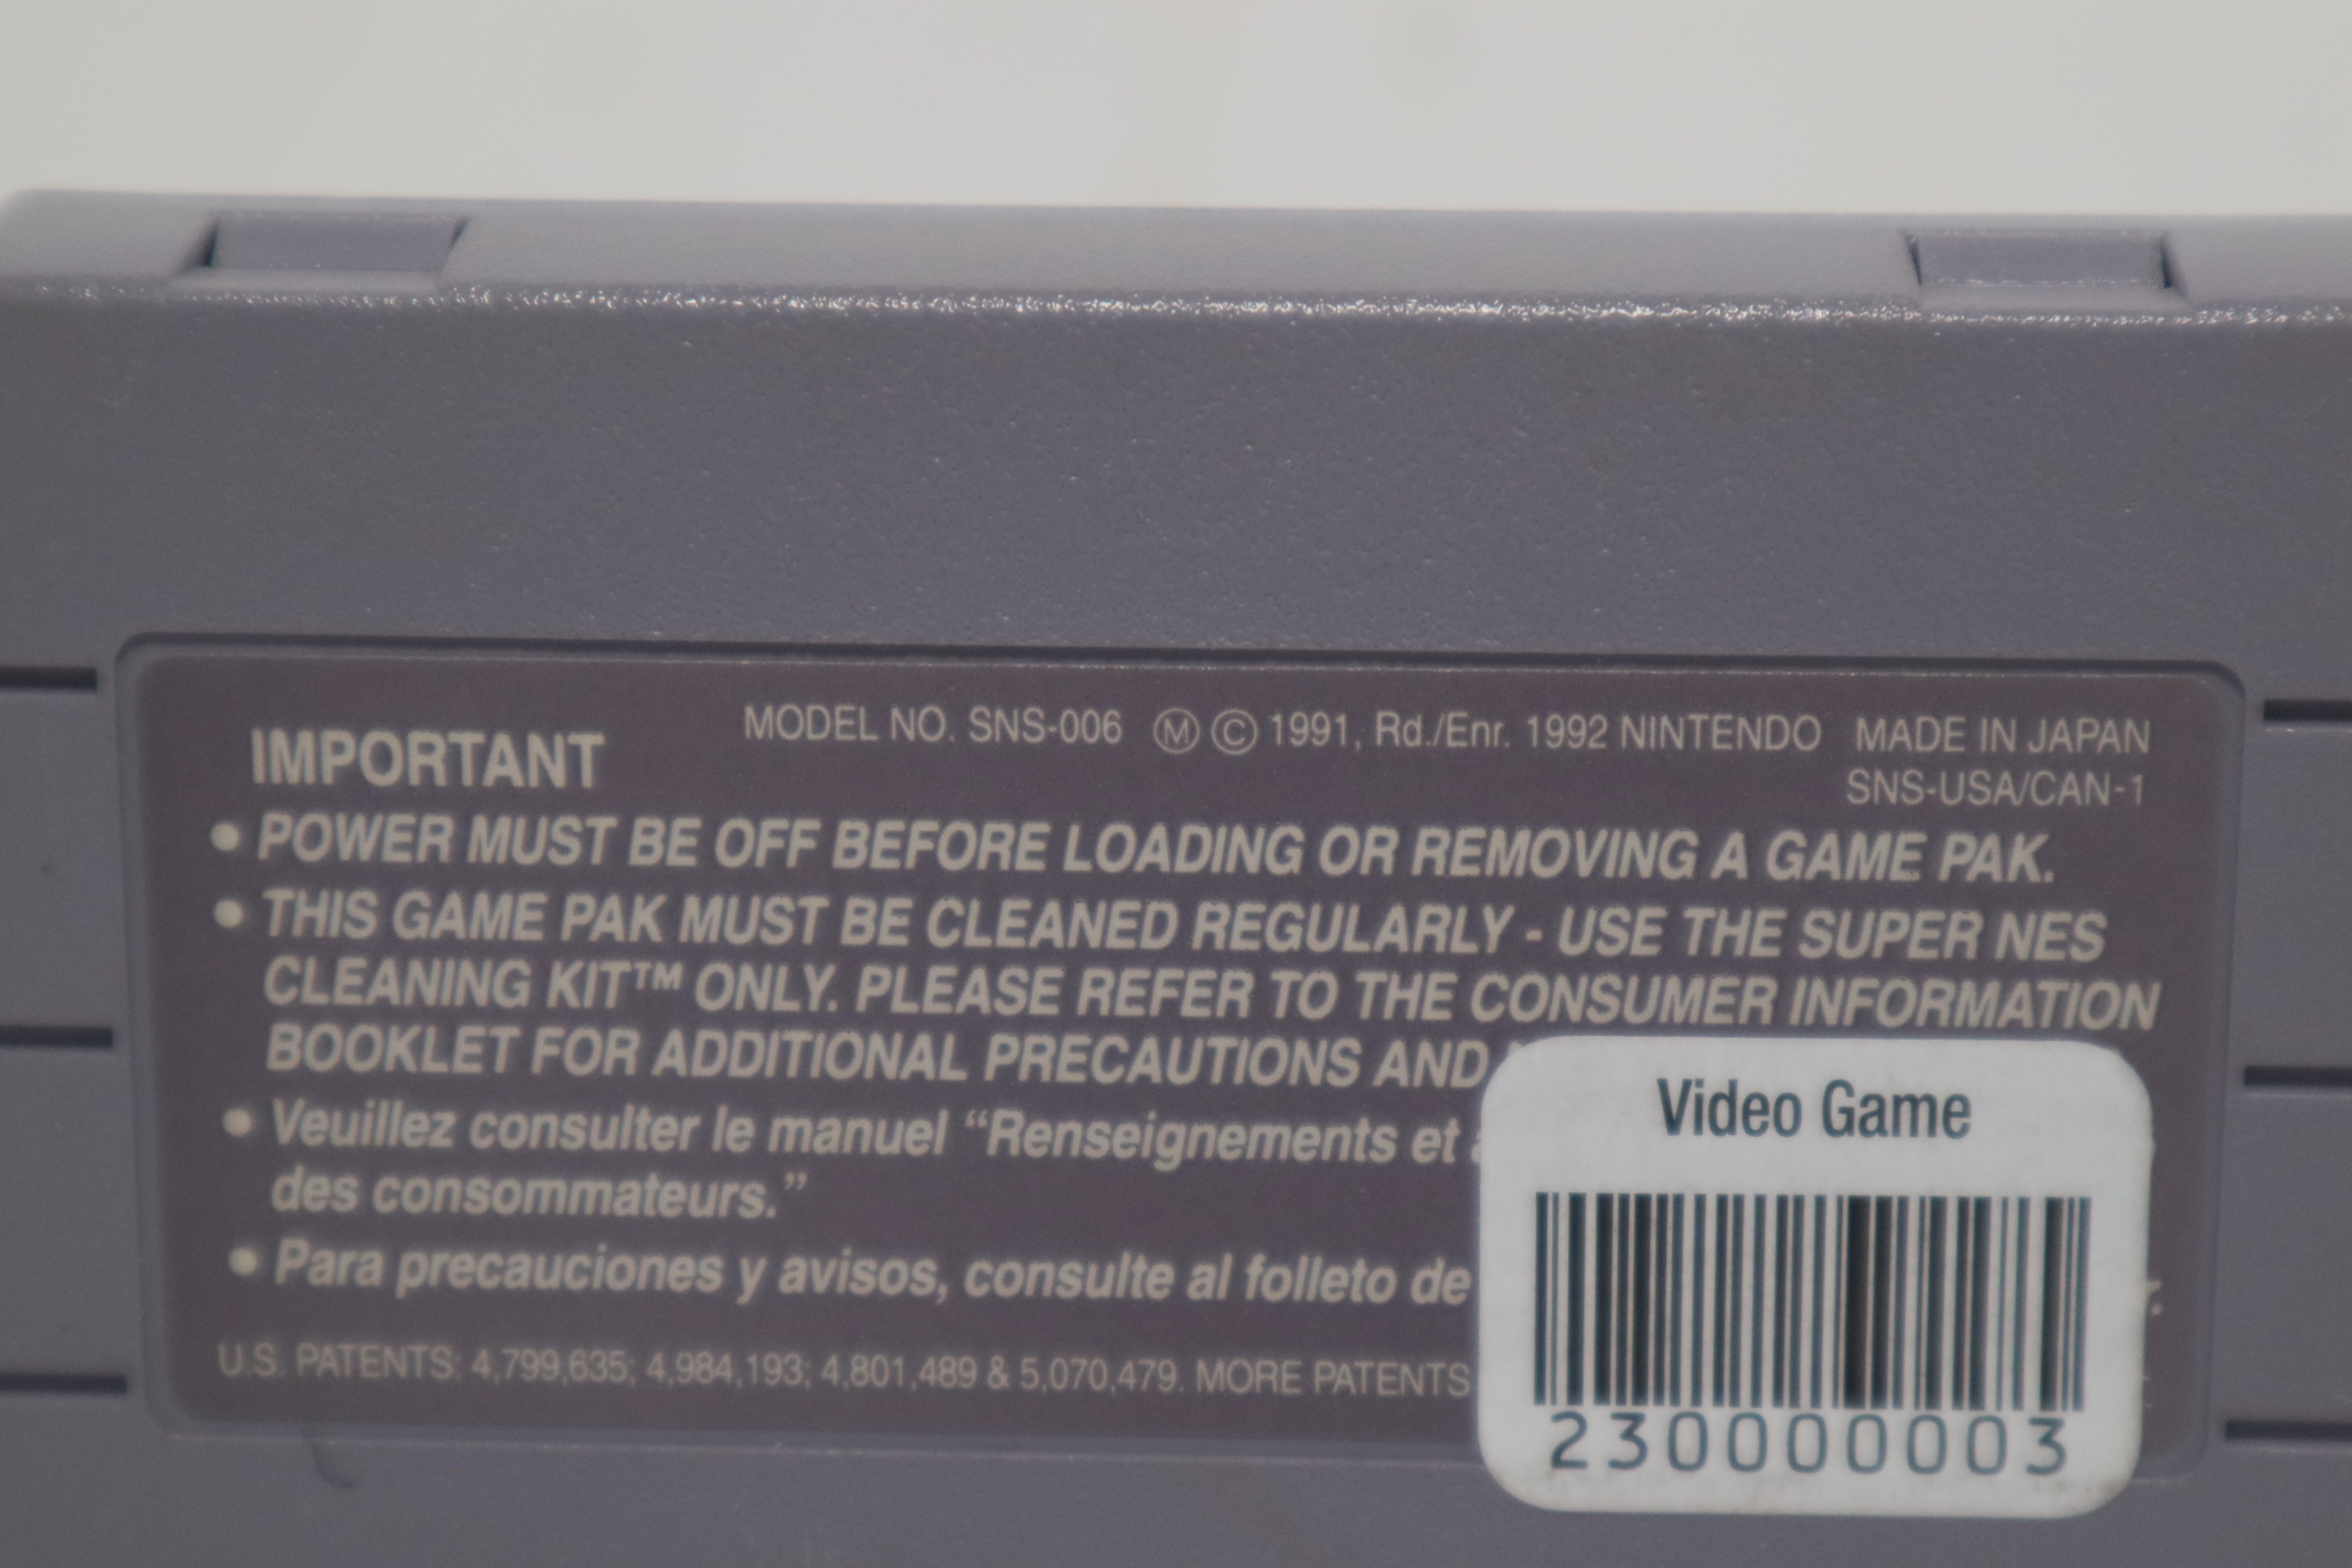 IMPORTANT
MODEL NO. SNS-006 Ⓜ © 1991, Rd./Enr. 1992 NINTENDO MADE IN JAPAN
SNS-USA/CAN-1
• POWER MUST BE OFF BEFORE LOADING OR REMOVING A GAME PAK.
• THIS GAME PAK MUST BE CLEANED REGULARLY - USE THE SUPER NES
CLEANING KIT™ ONLY. PLEASE REFER TO THE CONSUMER INFORMATION
BOOKLET FOR ADDITIONAL PRECAUTIONS AND
• Veuillez consulter le manuel “Renseignements et
des consommateurs.”
• Para precauciones y avisos, consulte al folleto de
U.S. PATENTS: 4,799,635; 4,984,193; 4,801,489 & 5,070,479. MORE PATENTS
Video Game
230000003